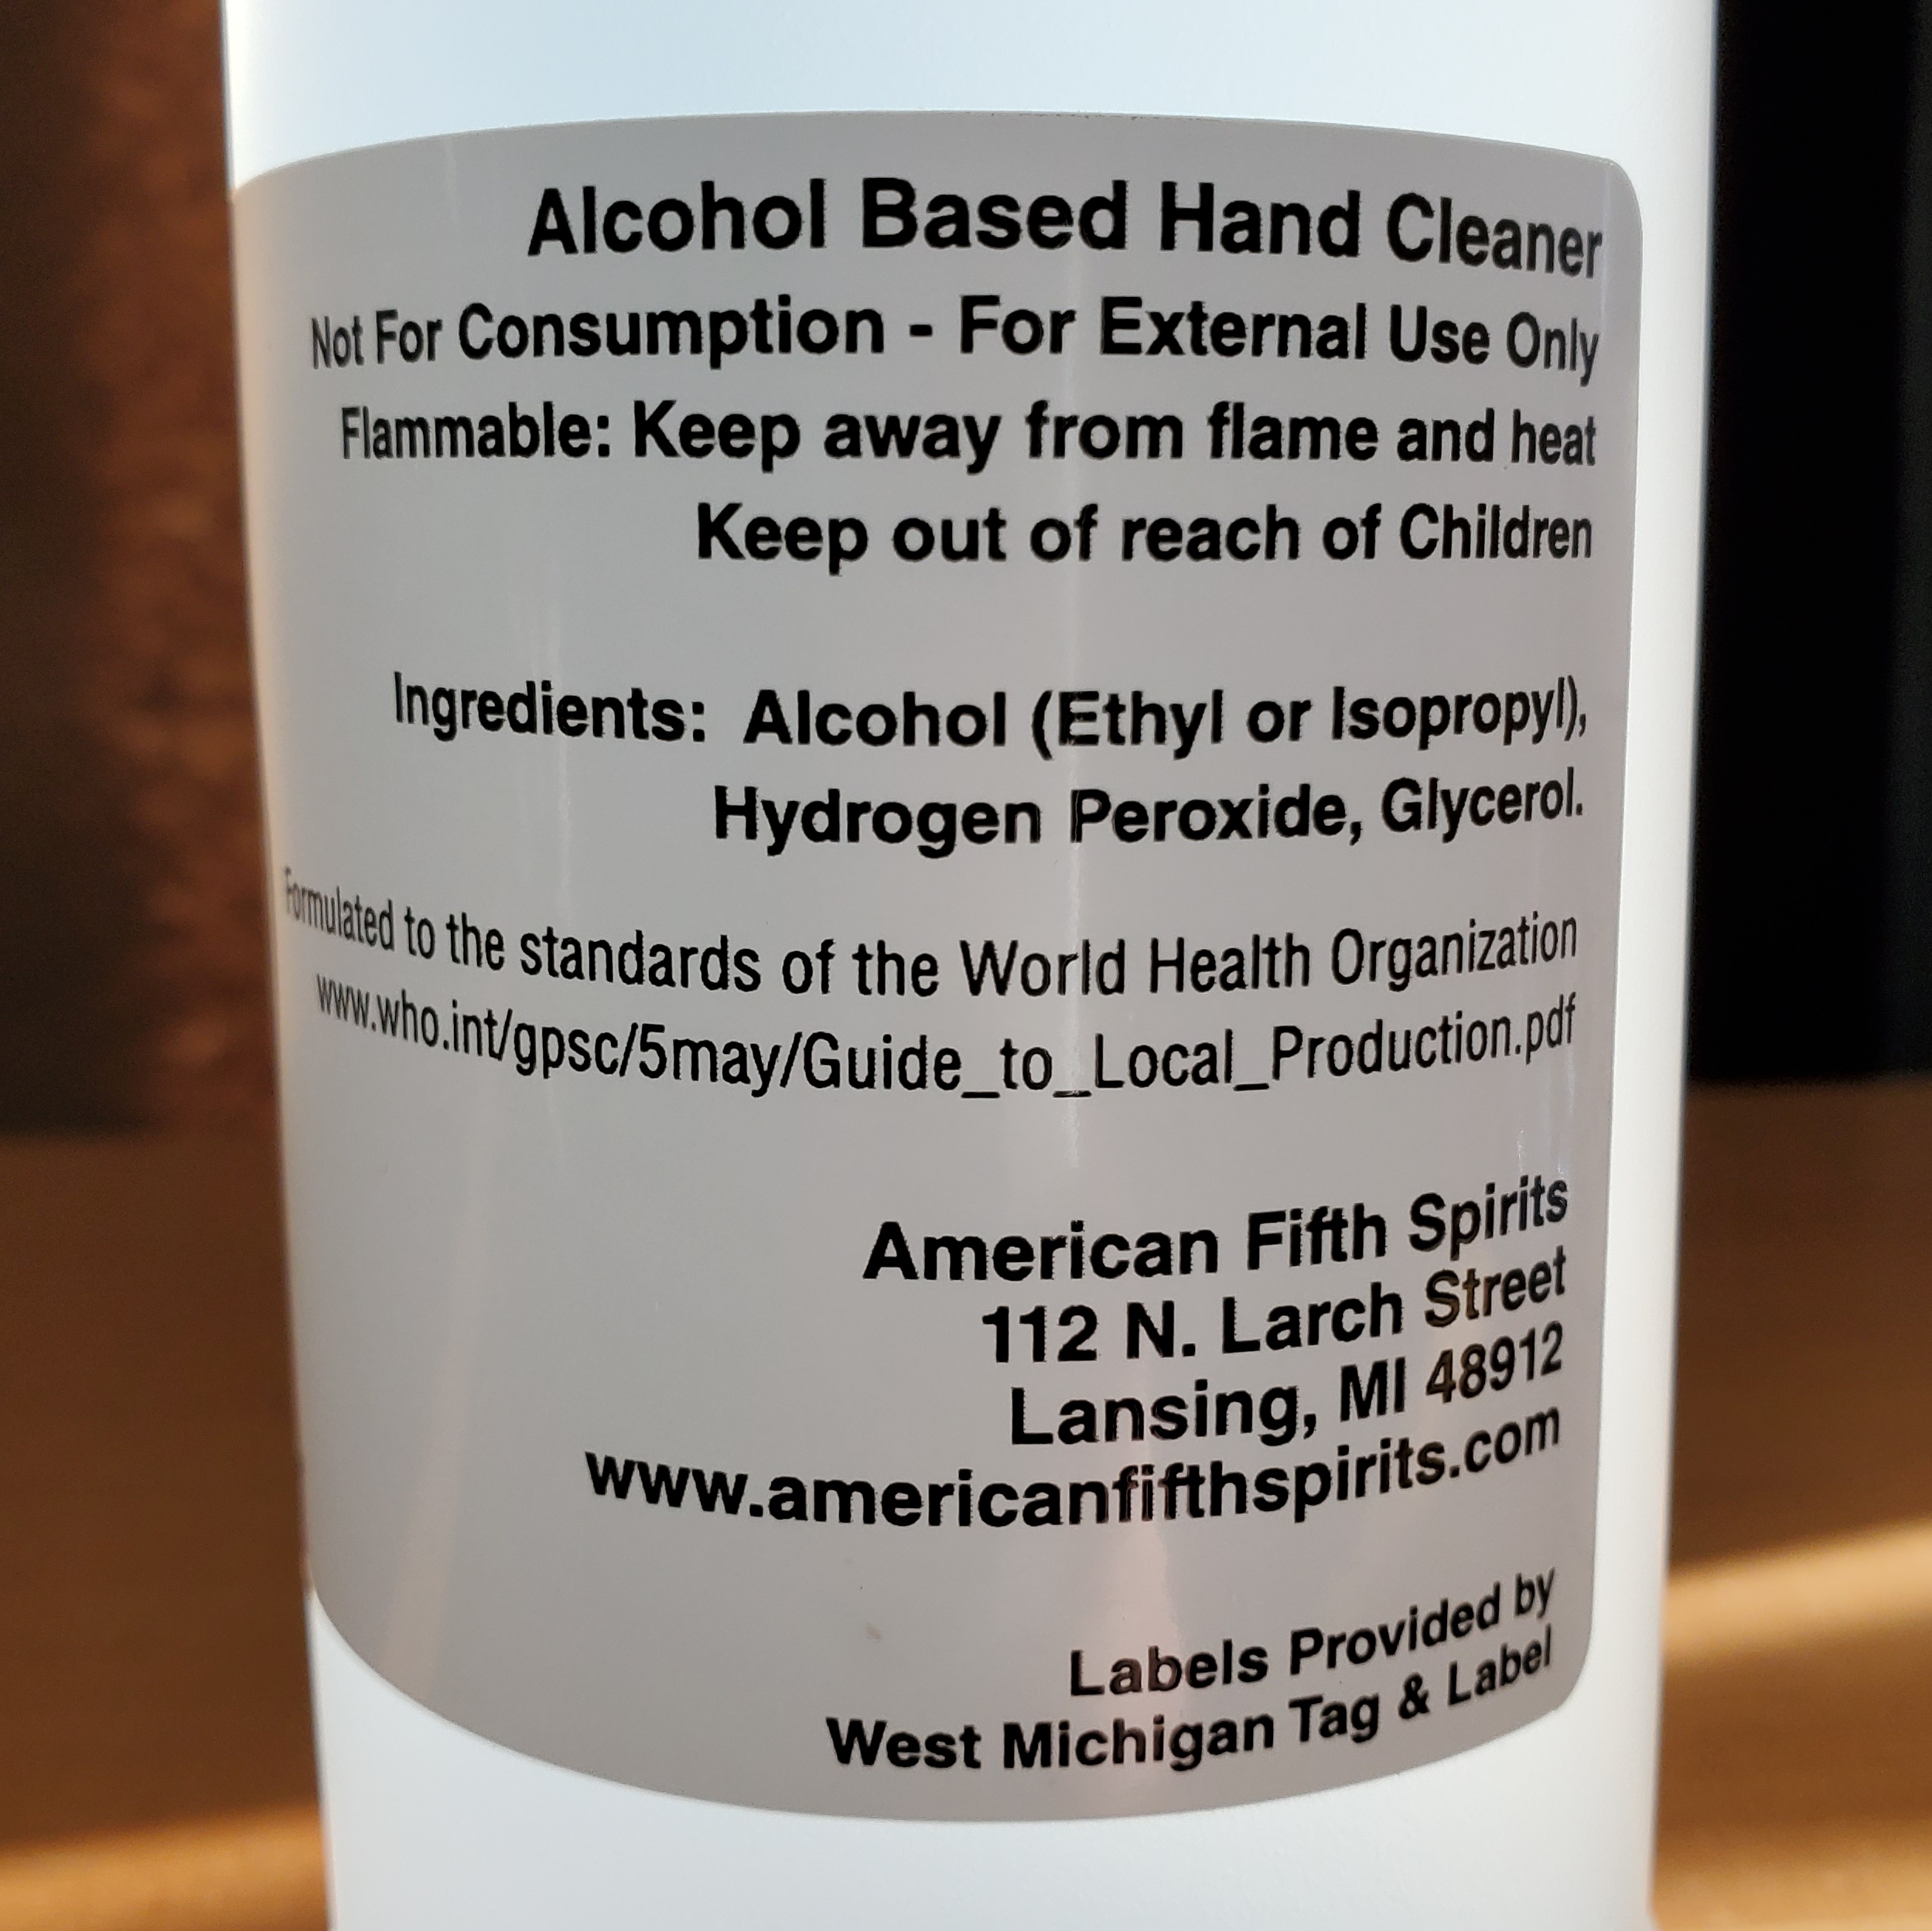 Alcohol Based Hand Cleaner
Not For Consumption - For External Use Only
Flammable: Keep away from flame and heat
Keep out of reach of Children
Ingredients: Alcohol (Ethyl or Isopropyl),
Hydrogen Peroxide, Glycerol.
Formulated to the standards of the World Health Organization
www.who.int/gpsc/5may/Guide_to_Local_Production.pdf
American Fifth Spirits
112 N. Larch Street
Lansing, MI 48912
www.americanfifthspirits.com
Labels Provided by
West Michigan Tag & Label